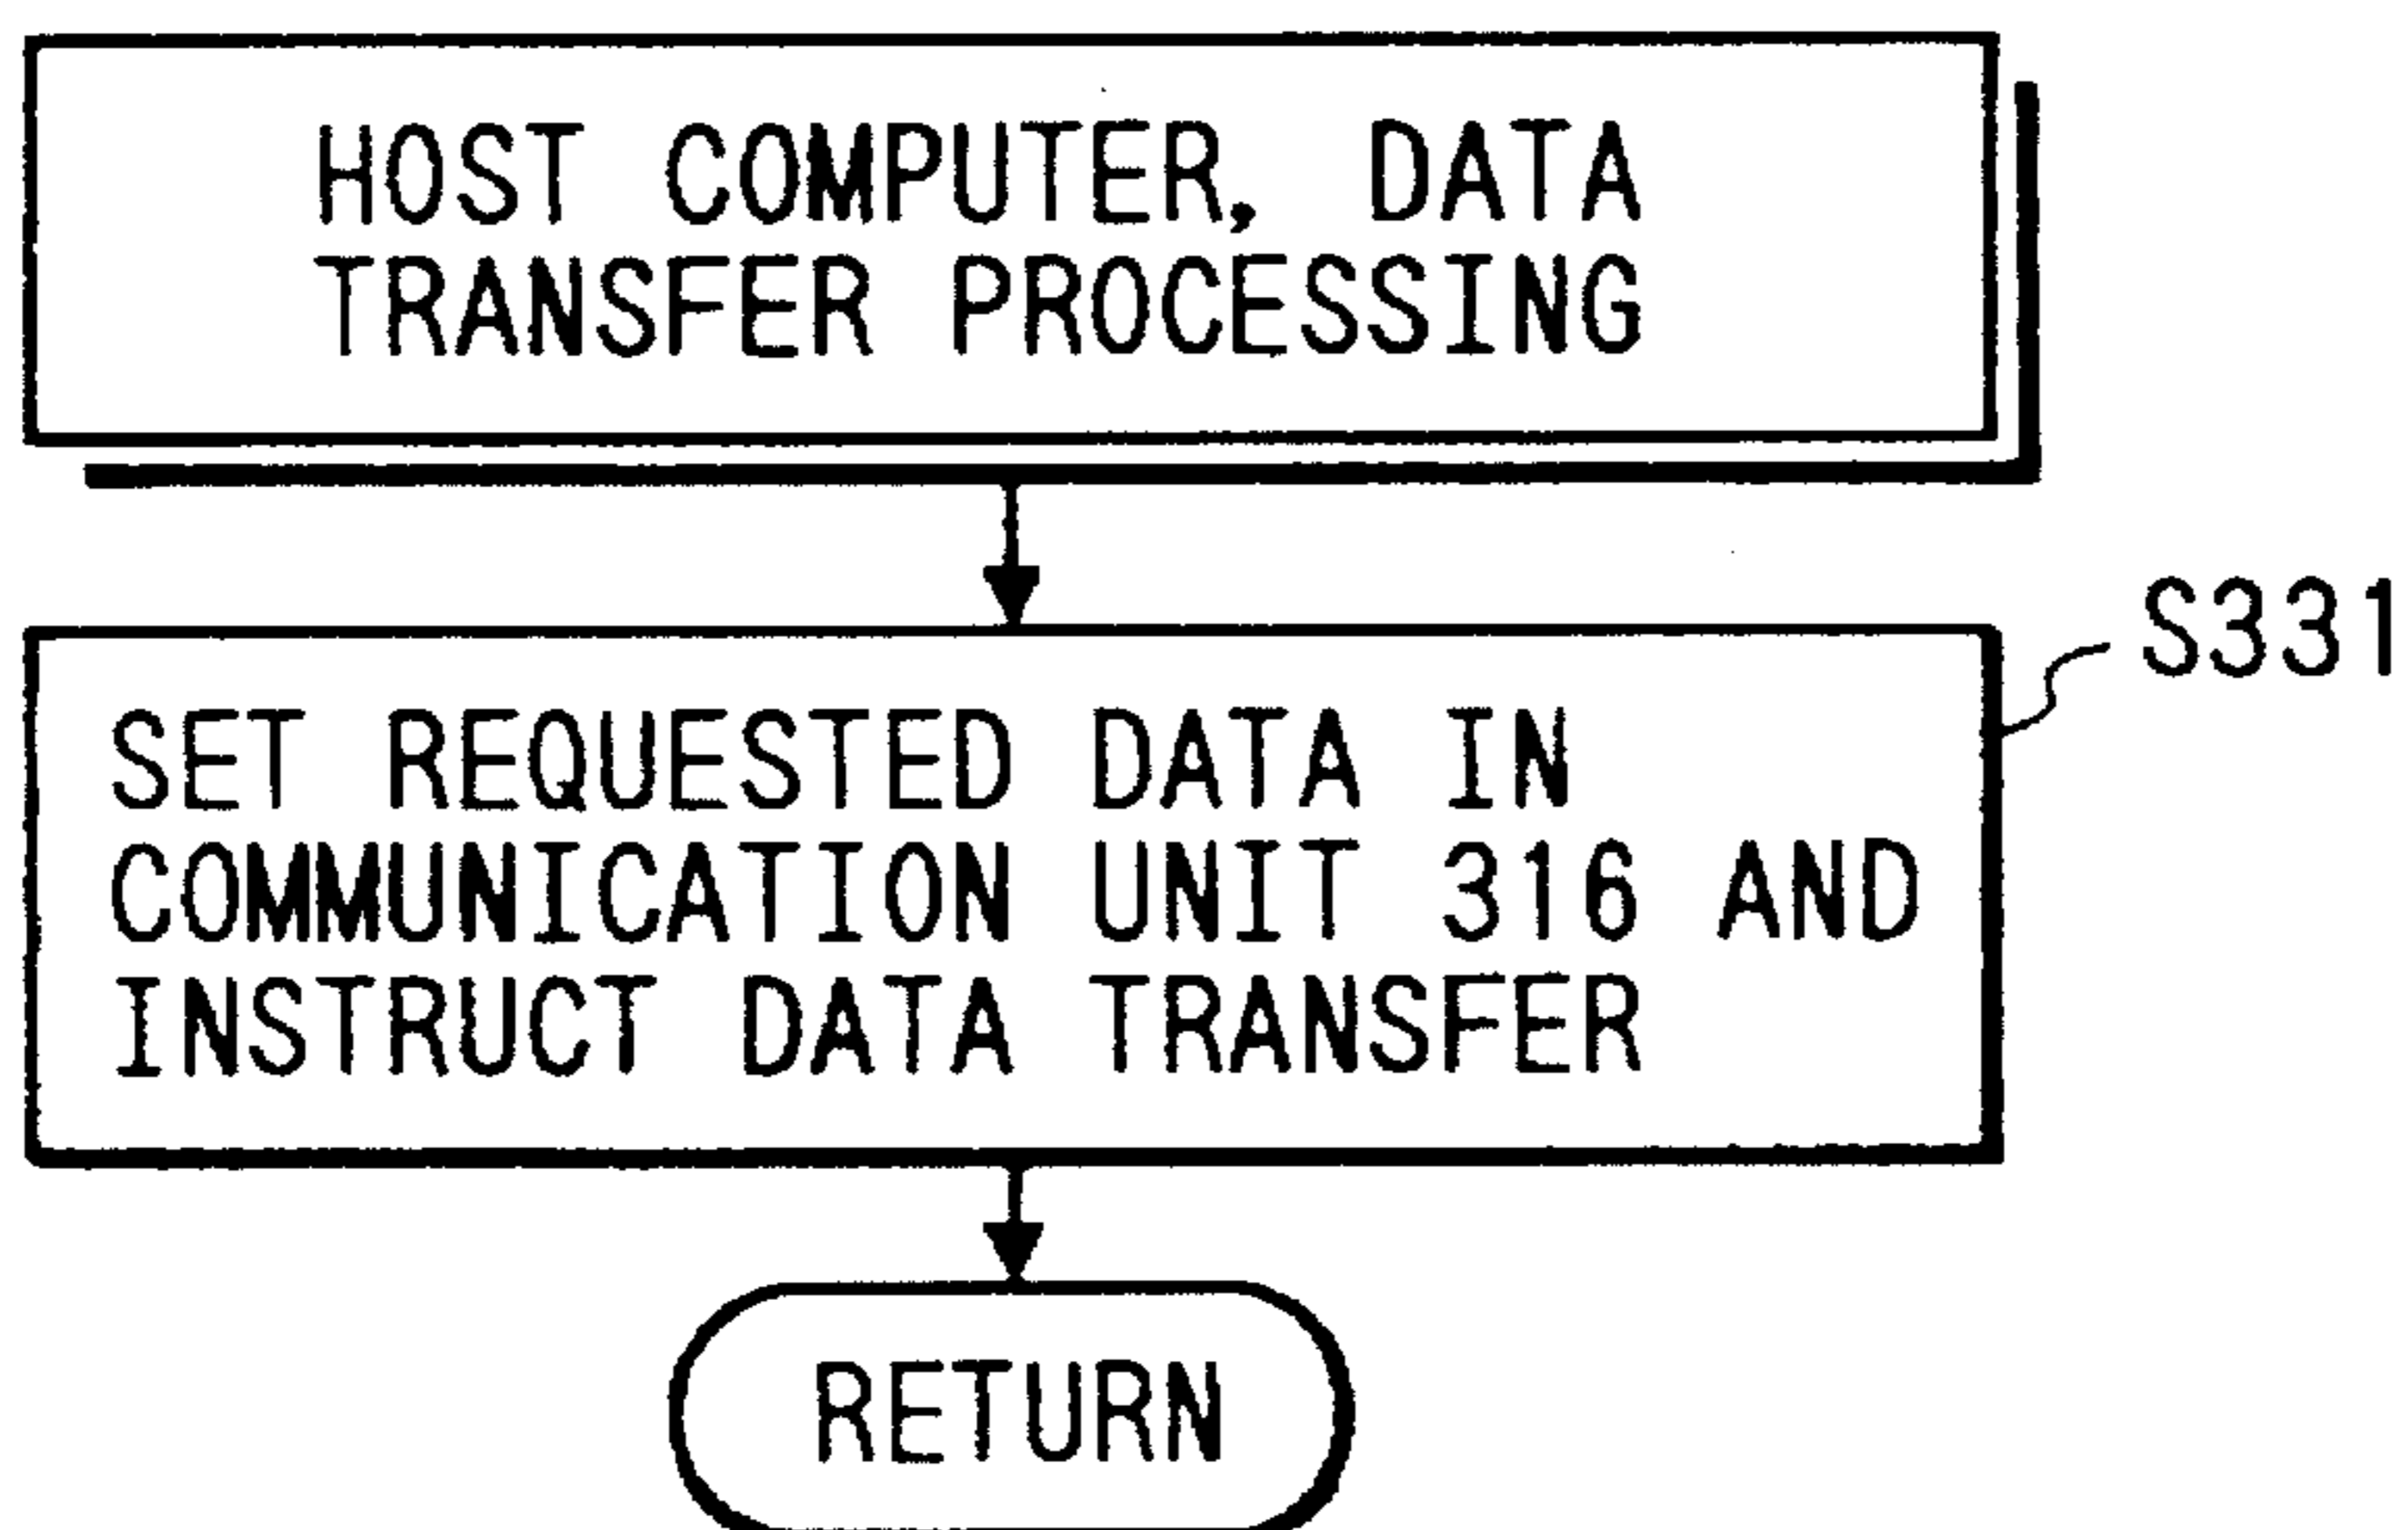 HOST COMPUTER, DATA
TRANSFER PROCESSING
S331
SET REQUESTED DATA IN
COMMUNICATION UNIT 316 AND
INSTRUCT DATA TRANSFER
RETURN